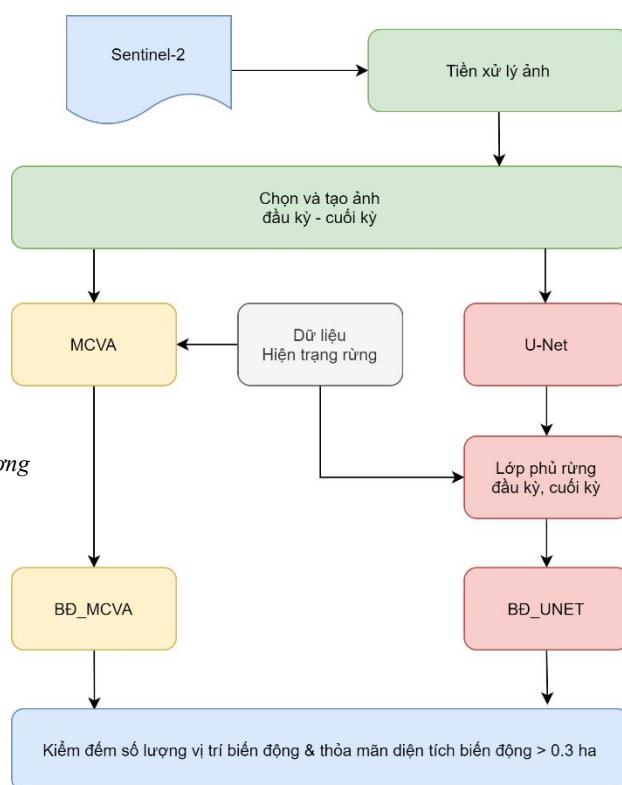 Sentinel-2
Tiền xử lý ảnh
Chọn và tạo ảnh
đầu kỳ - cuối kỳ
MCVA
Dữ liệu
Hiện trạng rừng
U-Net
Lớp phủ rừng
đầu kỳ, cuối kỳ
BĐ_MCVA
BĐ_UNET
Kiểm đếm số lượng vị trí biến động & thỏa mãn diện tích biến động > 0.3 ha